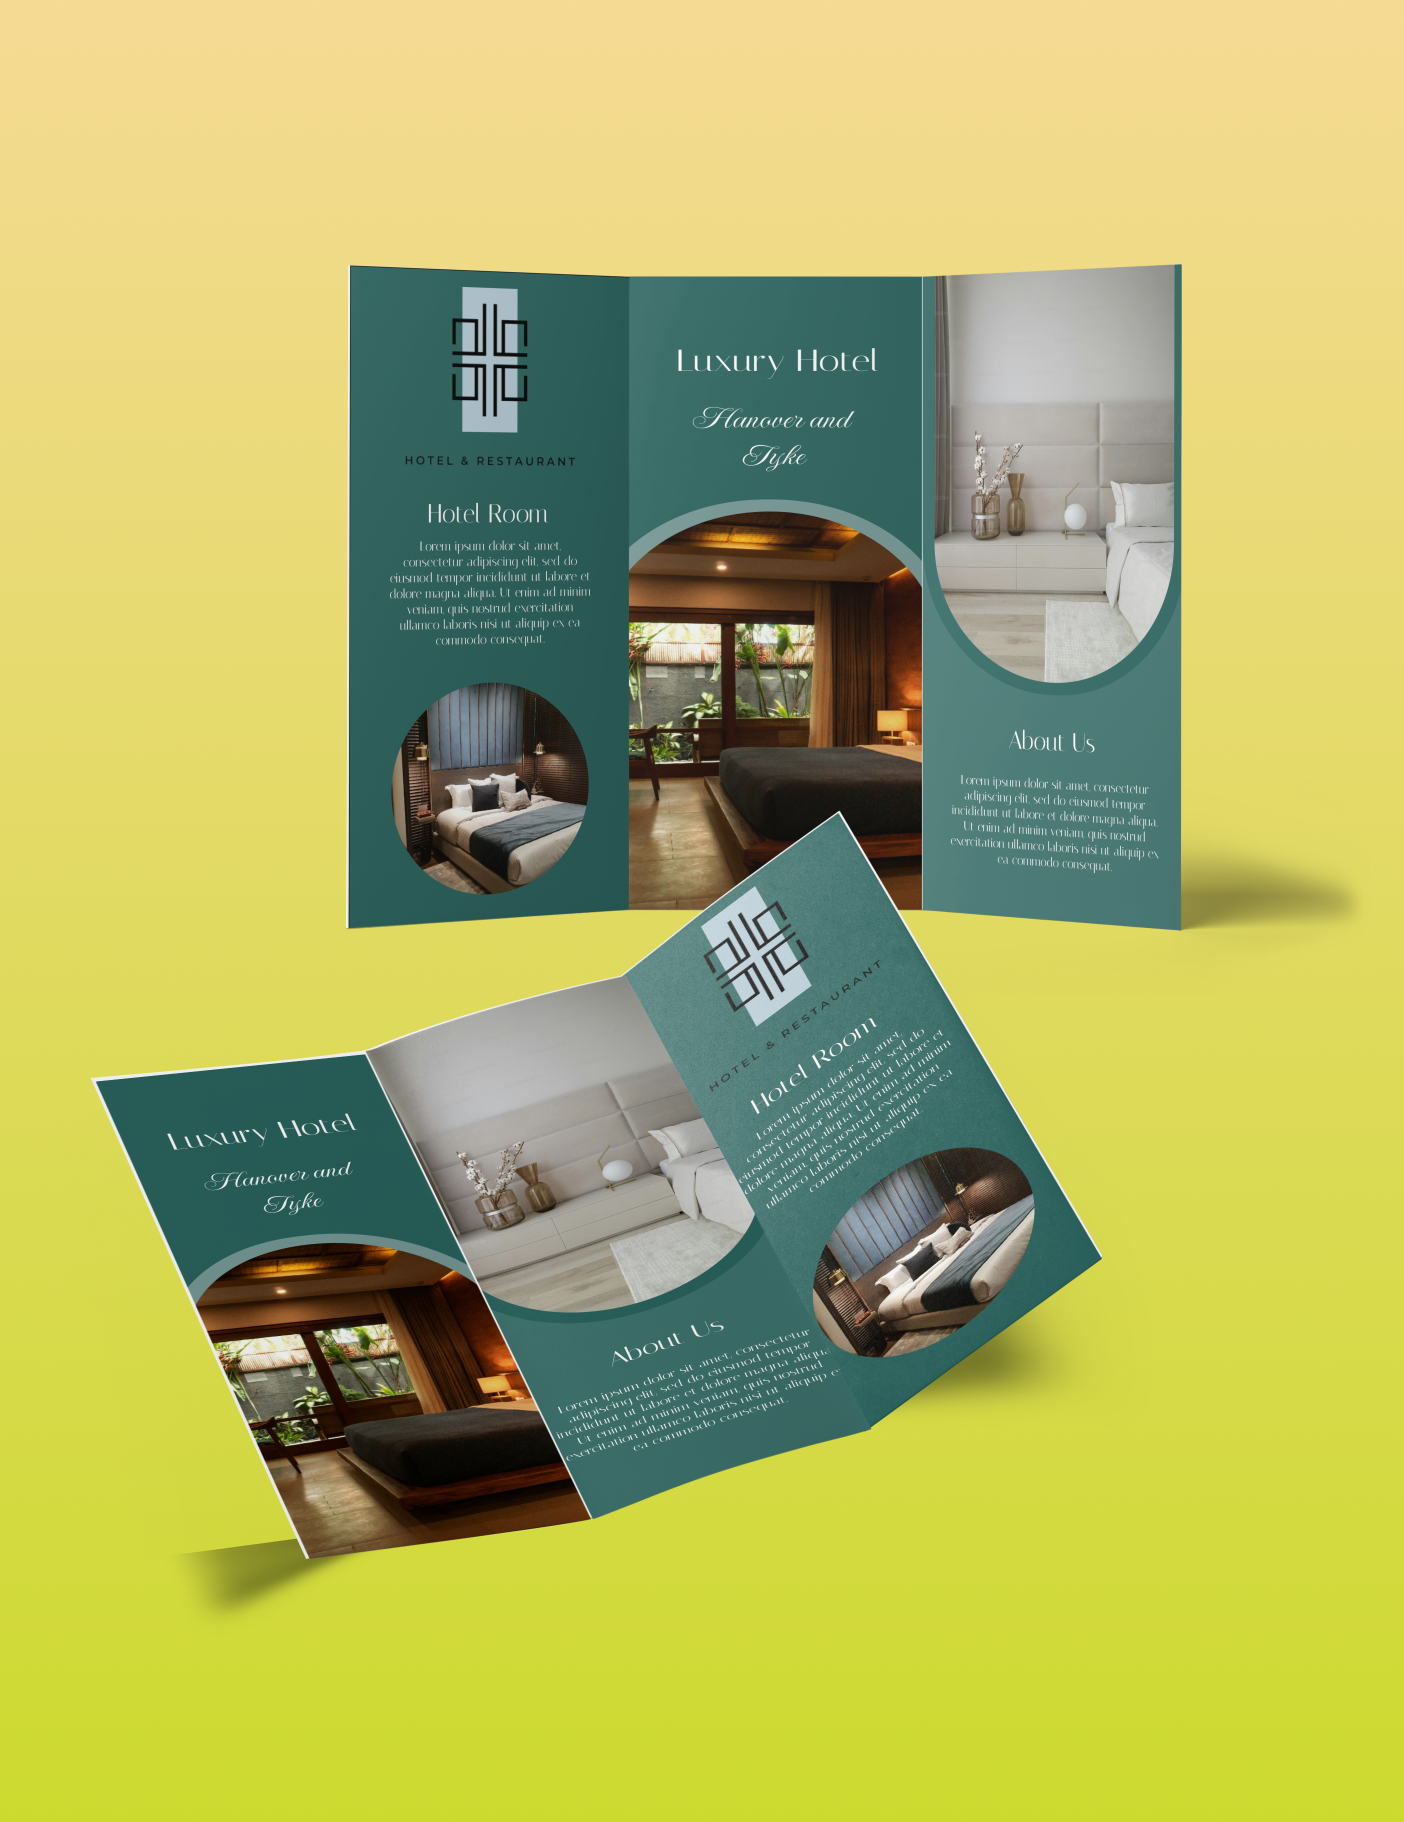 HOTEL & RESTAURANT
Hotel Room
Lorem ipsum dolor sit amet,
consectetur adipiscing elit, sed do
eiusmod tempor incididunt ut labore et
dolore magna aliqua. Ut enim ad minim
veniam, quis nostrud exercitation
ullamco laboris nisi ut aliquip ex ea
commodo consequat.
Luxury Hotel
Hanover and
Tyke
About Us
Lorem ipsum dolor sit amet, consectetur
adipiscing elit, sed do eiusmod tempor
incididunt ut labore et dolore magna aliqua.
Ut enim ad minim veniam, quis nostrud
exercitation ullamco laboris nisi ut aliquip ex
ea commodo consequat.
Luxury Hotel
Hanover and
Tyke
About Us
Lorem ipsum dolor sit amet, consectetur
adipiscing elit, sed do eiusmod tempor
incididunt ut labore et dolore magna aliqua.
Ut enim ad minim veniam, quis nostrud
exercitation ullamco laboris nisi ut aliquip e
ea commodo consequat.
HOTEL & RESTAURANT
Hotel Room
Lorem ipsum dolor sit amet,
consectetur adipiscing elit, sed do
eiusmod tempor incididunt ut labore et
dolore magna aliqua. Ut enim ad minim
veniam, quis nostrud exercitation
ullamco laboris nisi ut aliquip ex ea
commodo consequat.